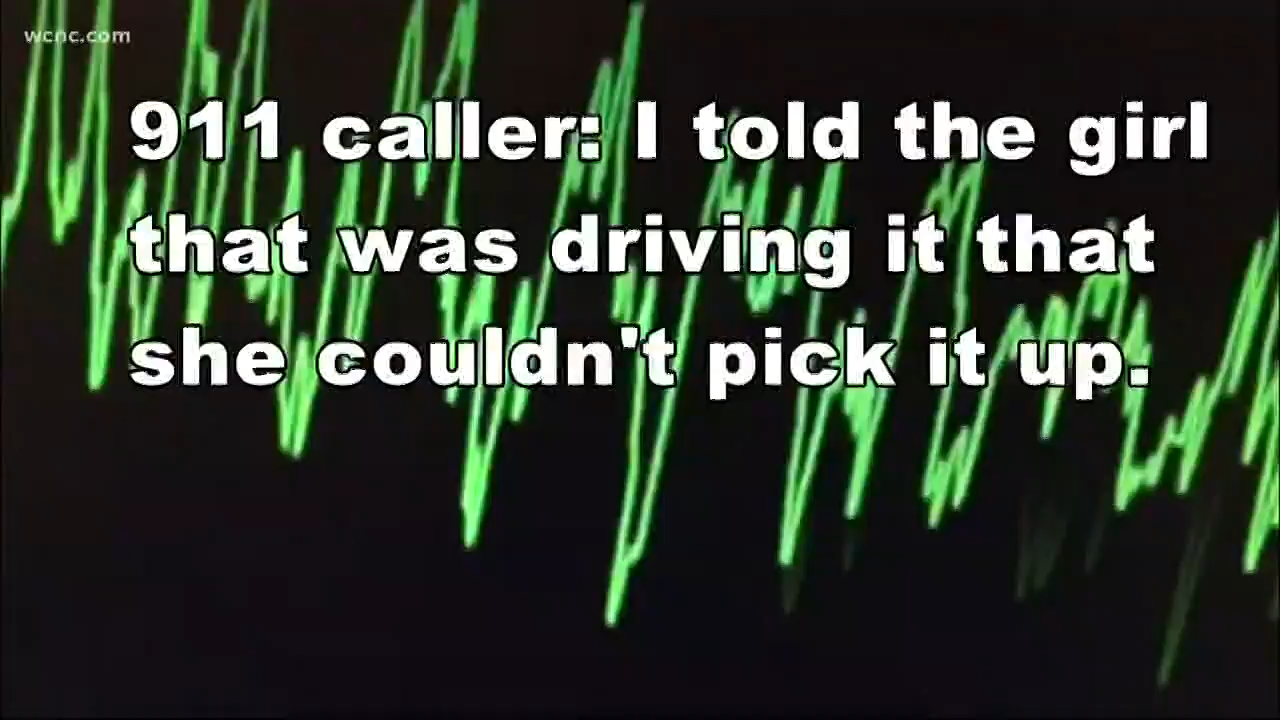 wcnc.com
911 caller: I told the girl
that was driving it that
she couldn't pick it up.